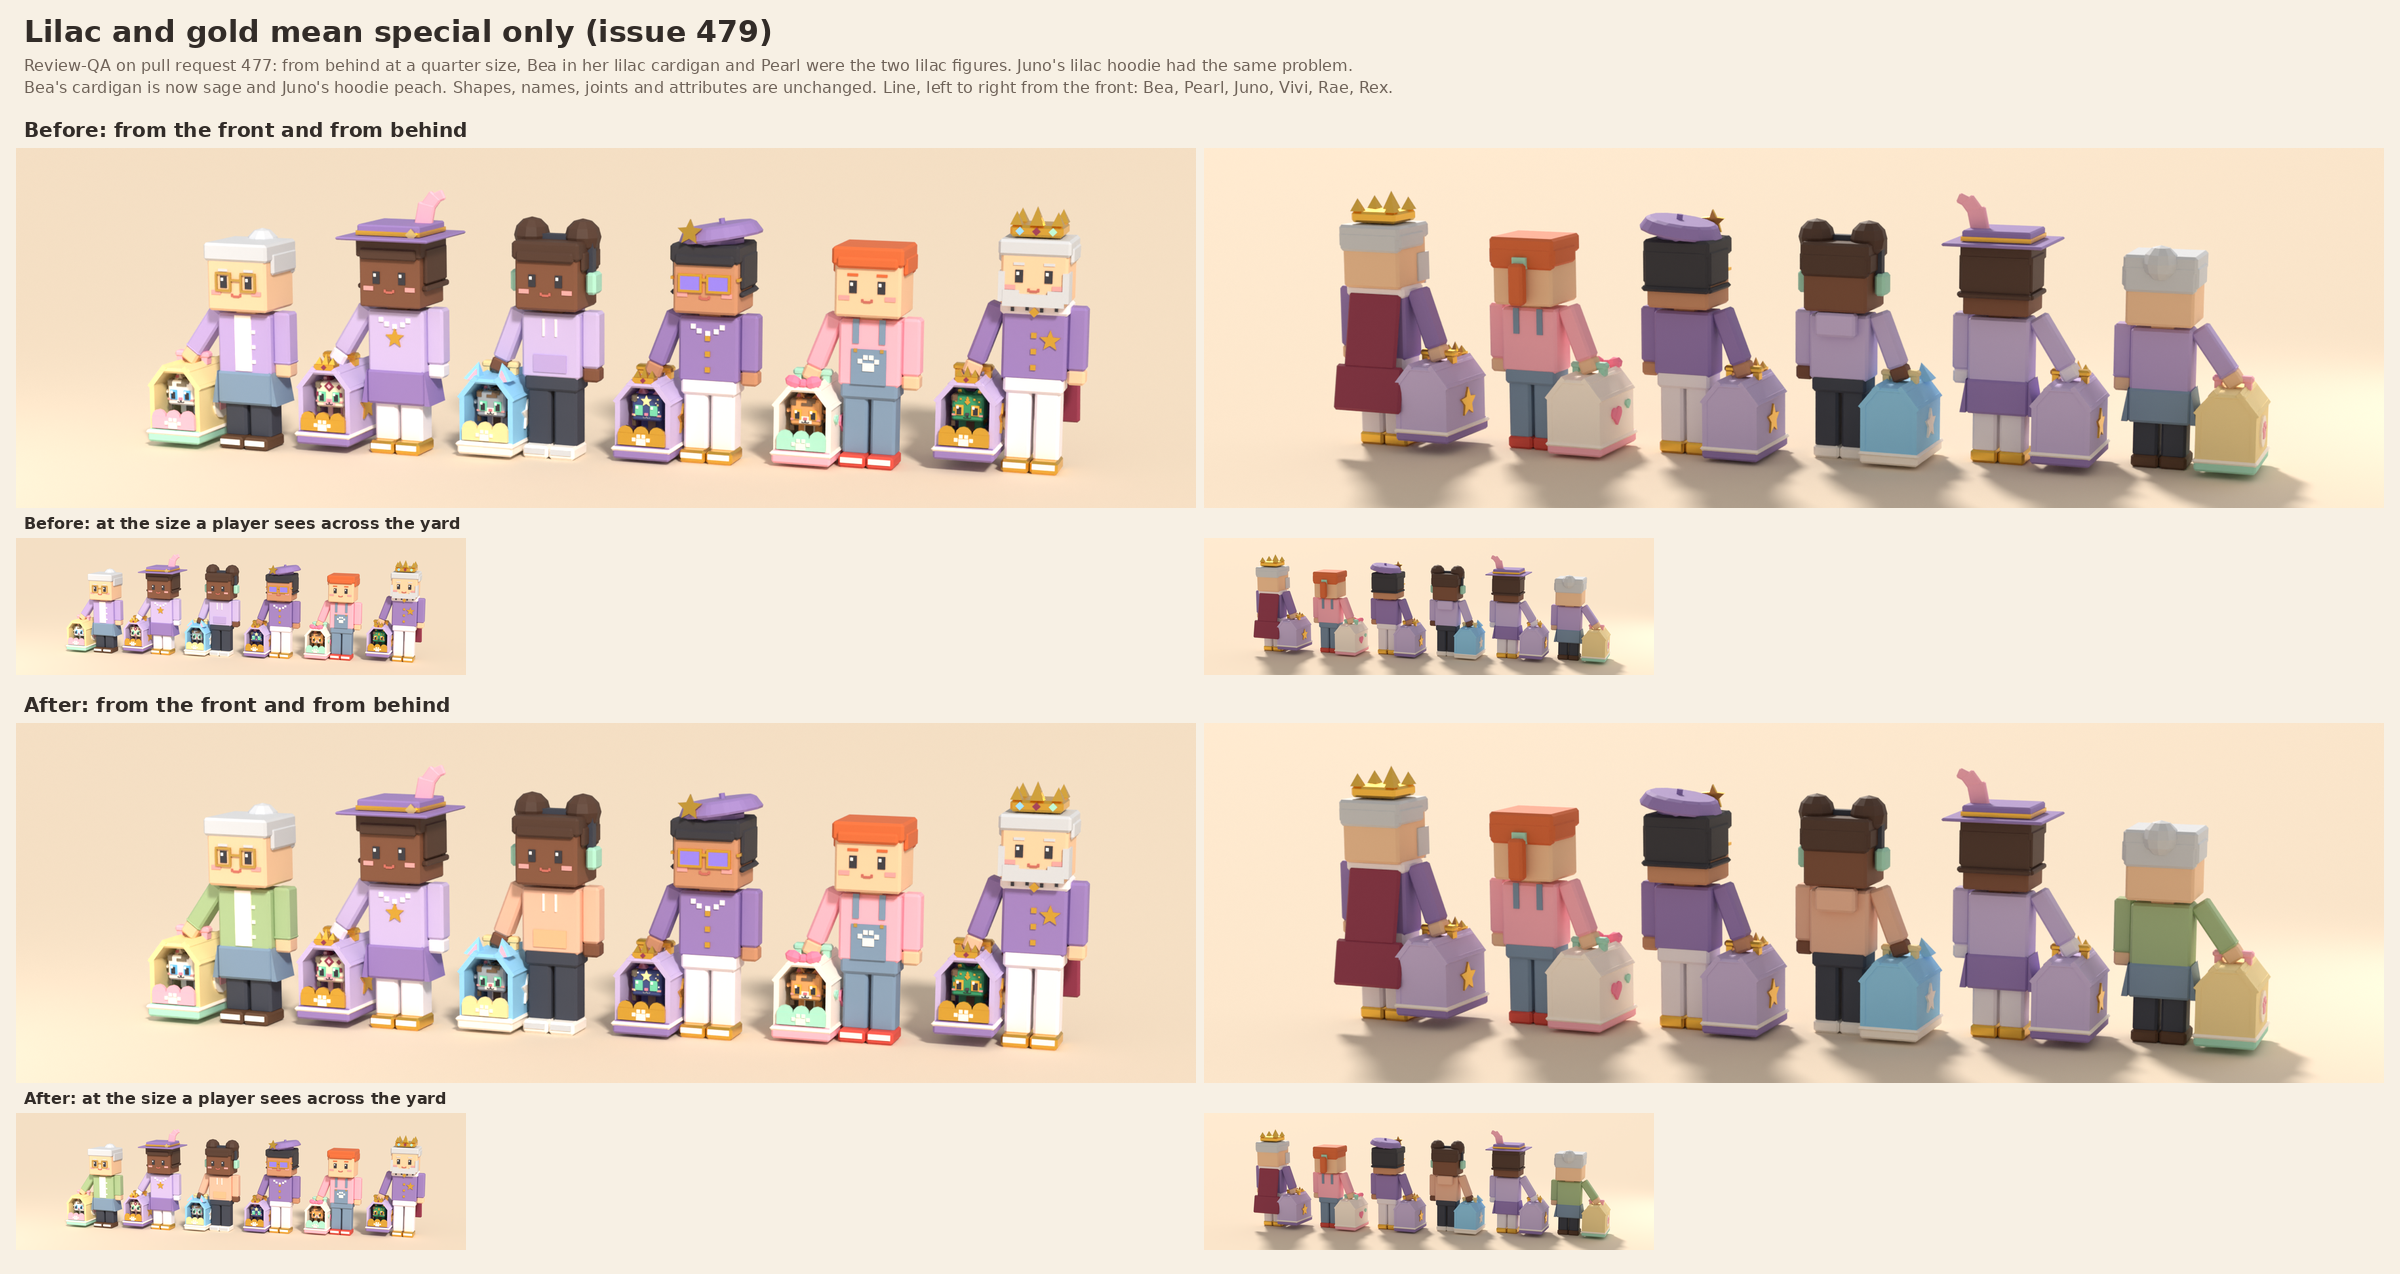 Lilac and gold mean special only (issue 479)
Review-QA on pull request 477: from behind at a quarter size, Bea in her lilac cardigan and Pearl were the two lilac figures. Juno's lilac hoodie had the same problem.
Bea's cardigan is now sage and Juno's hoodie peach. Shapes, names, joints and attributes are unchanged. Line, left to right from the front: Bea, Pearl, Juno, Vivi, Rae, Rex.
Before: from the front and from behind
Before: at the size a player sees across the yard
After: from the front and from behind
After: at the size a player sees across the yard